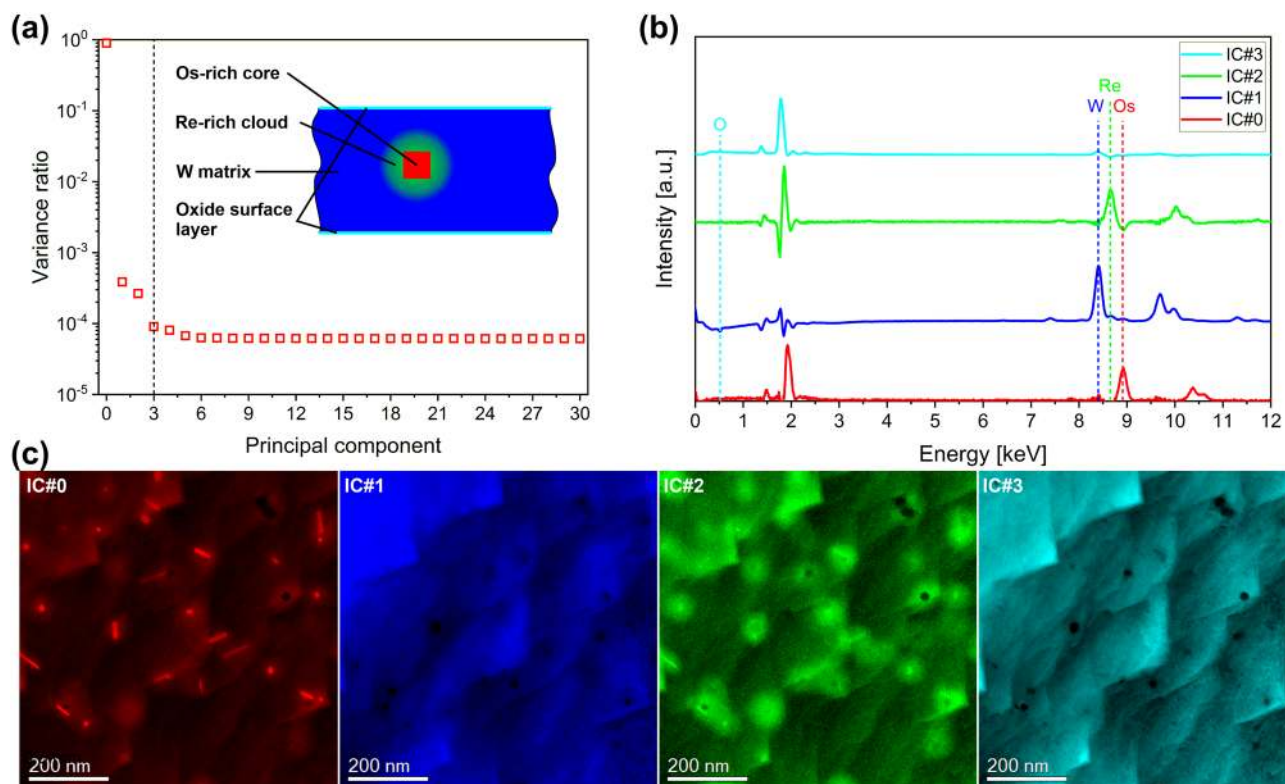 (a)
10⁰
10⁻¹
10⁻²
10⁻³
10⁻⁴
10⁻⁵
Variance ratio
0 3 6 9 12 15 18 21 24 27 30
Principal component
Os-rich core
Re-rich cloud
W matrix
Oxide surface
layer
(b)
IC#3
IC#2
IC#1
IC#0
O
Re
W
Os
Intensity [a.u.]
0 1 2 3 4 5 6 7 8 9 10 11 12
Energy [keV]
(c)
IC#0
IC#1
IC#2
IC#3
200 nm
200 nm
200 nm
200 nm